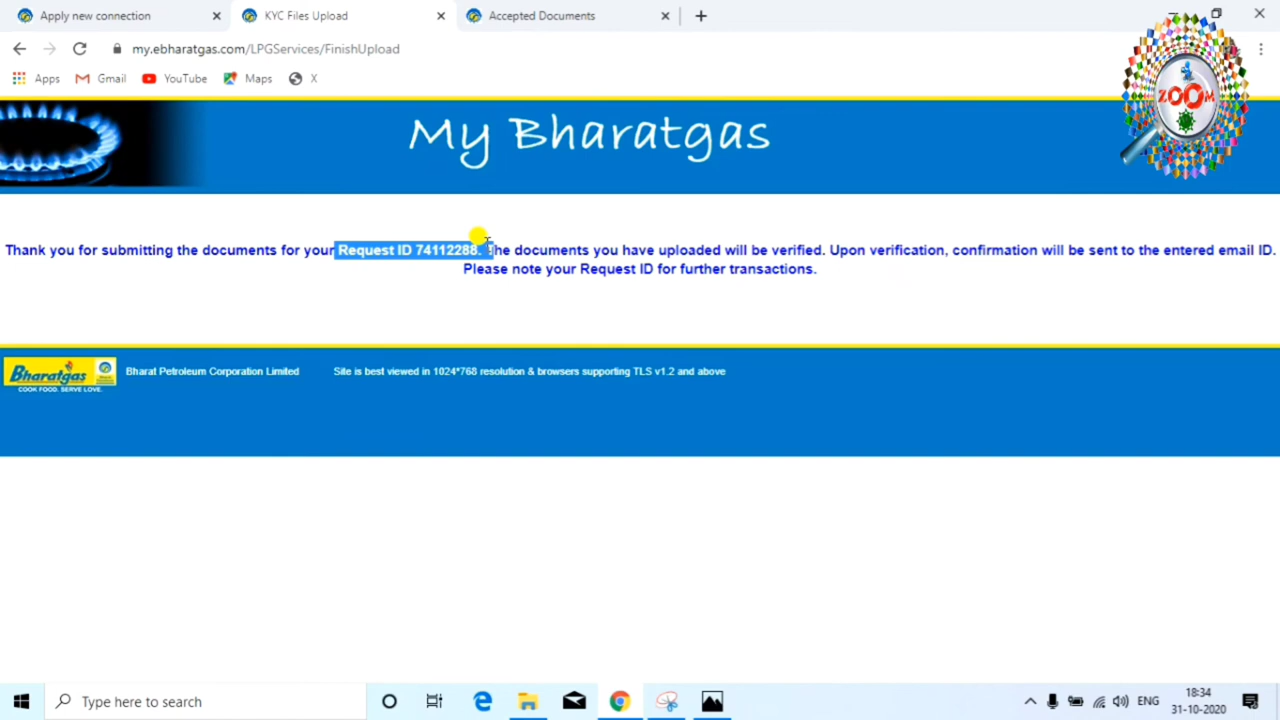 Apply new connection
KYC Files Upload
Accepted Documents
my.ebharatgas.com/LPGServices/FinishUpload
Apps
Gmail
YouTube
Maps
X
ZOOM
My Bharatgas
Thank you for submitting the documents for your Request ID 74112288. The documents you have uploaded will be verified. Upon verification, confirmation will be sent to the entered email ID.
Please note your Request ID for further transactions.
Bharatgas
COOK FOOD. SERVE LOVE.
Bharat Petroleum Corporation Limited
Site is best viewed in 1024*768 resolution & browsers supporting TLS v1.2 and above
Type here to search
ENG
18:34
31-10-2020